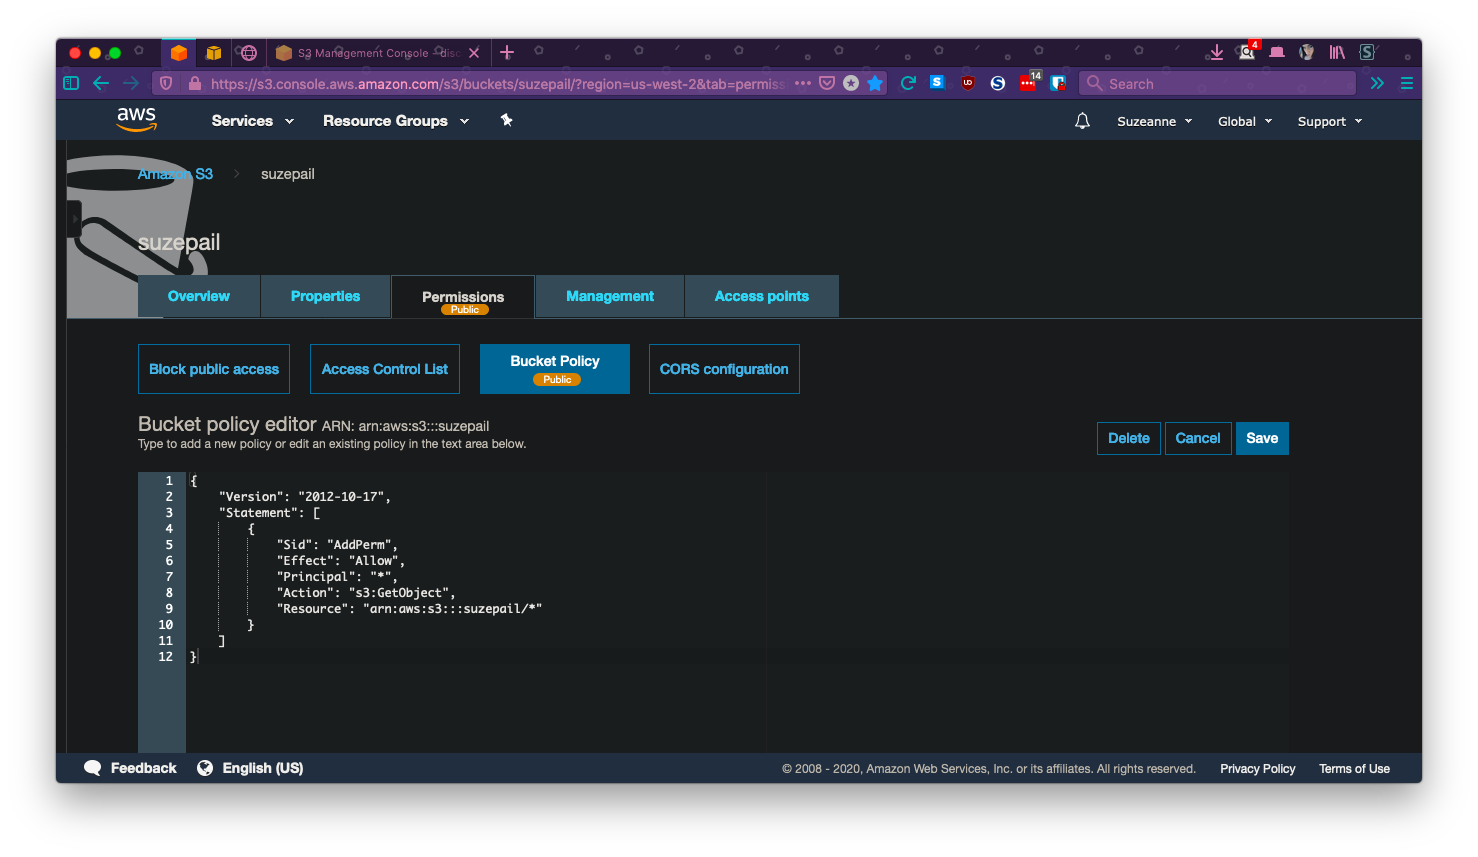 S3 Management Console - disc
4
https://s3.console.aws.amazon.com/s3/buckets/suzepail/?region=us-west-2&tab=permiss
S
UD
S
14
Search
aws
Services
Resource Groups
Suzeanne
Global
Support
Amazon S3
suzepail
suzepail
Overview
Properties
Permissions
Public
Management
Access points
Block public access
Access Control List
Bucket Policy
Public
CORS configuration
Bucket policy editor ARN: arn:aws:s3:::suzepail
Type to add a new policy or edit an existing policy in the text area below.
Delete
Cancel
Save
1 {
2 "Version": "2012-10-17",
3 "Statement": [
4 {
5 "Sid": "AddPerm",
6 "Effect": "Allow",
7 "Principal": "*",
8 "Action": "s3:GetObject",
9 "Resource": "arn:aws:s3:::suzepail/*"
10 }
11 ]
12 }
Feedback
English (US)
© 2008 - 2020, Amazon Web Services, Inc. or its affiliates. All rights reserved.
Privacy Policy
Terms of Use